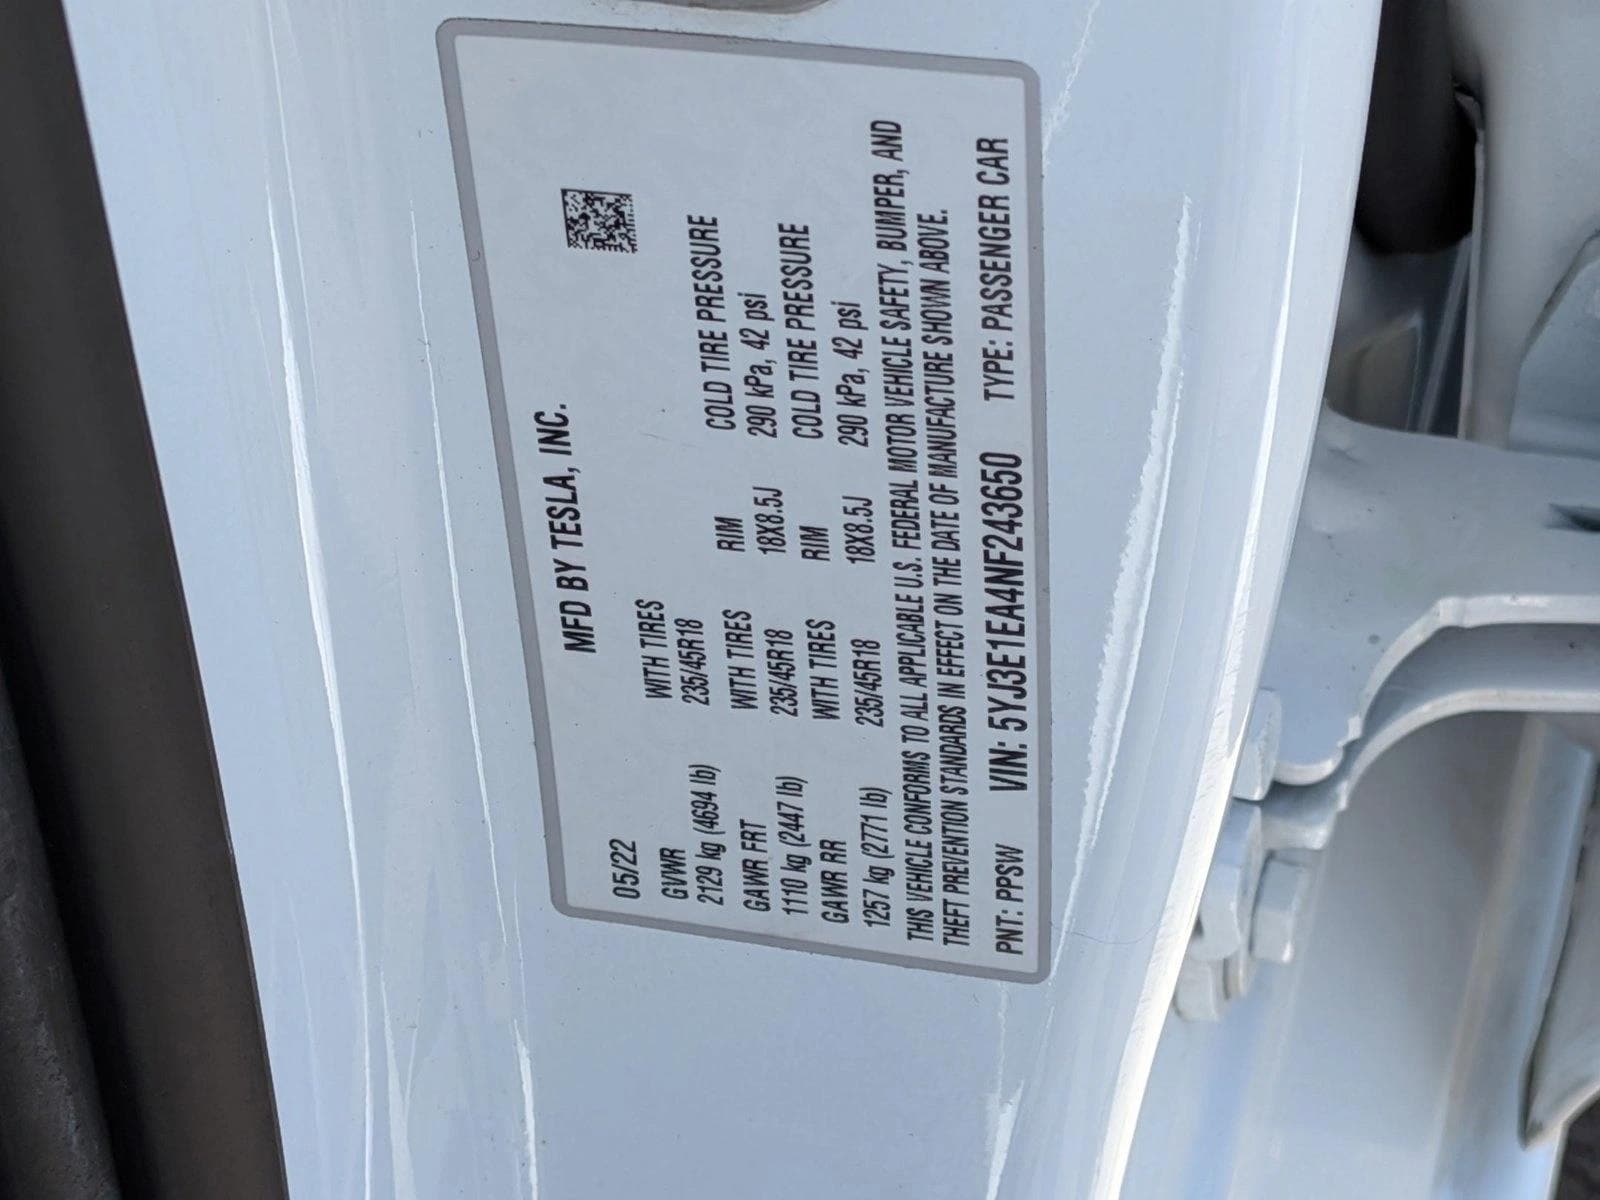 MFD BY TESLA, INC.
05/22
GVWR WITH TIRES
2129 kg (4694 lb) 235/45R18
GAWR FRT WITH TIRES RIM COLD TIRE PRESSURE
1110 kg (2447 lb) 235/45R18 18X8.5J 290 kPa, 42 psi
GAWR RR WITH TIRES RIM COLD TIRE PRESSURE
1257 kg (2771 lb) 235/45R18 18X8.5J 290 kPa, 42 psi
THIS VEHICLE CONFORMS TO ALL APPLICABLE U.S. FEDERAL MOTOR VEHICLE SAFETY, BUMPER, AND
THEFT PREVENTION STANDARDS IN EFFECT ON THE DATE OF MANUFACTURE SHOWN ABOVE.
PNT: PPSW VIN: 5YJ3E1EA4NF243650 TYPE: PASSENGER CAR